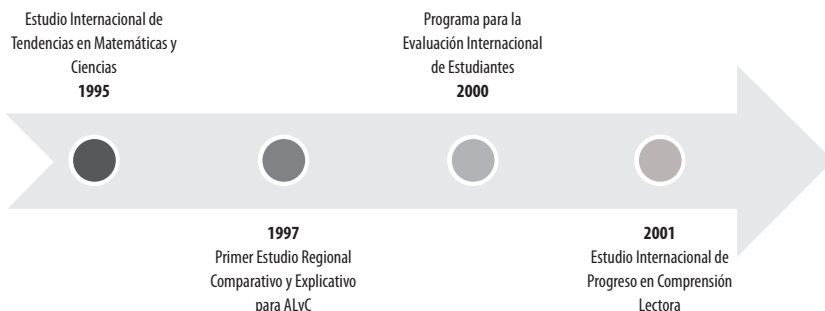 Estudio Internacional de
Tendencias en Matemáticas y
Ciencias
1995
1997
Primer Estudio Regional
Comparativo y Explicativo
para ALyC
Programa para la
Evaluación Internacional
de Estudiantes
2000
2001
Estudio Internacional de
Progreso en Comprensión
Lectora